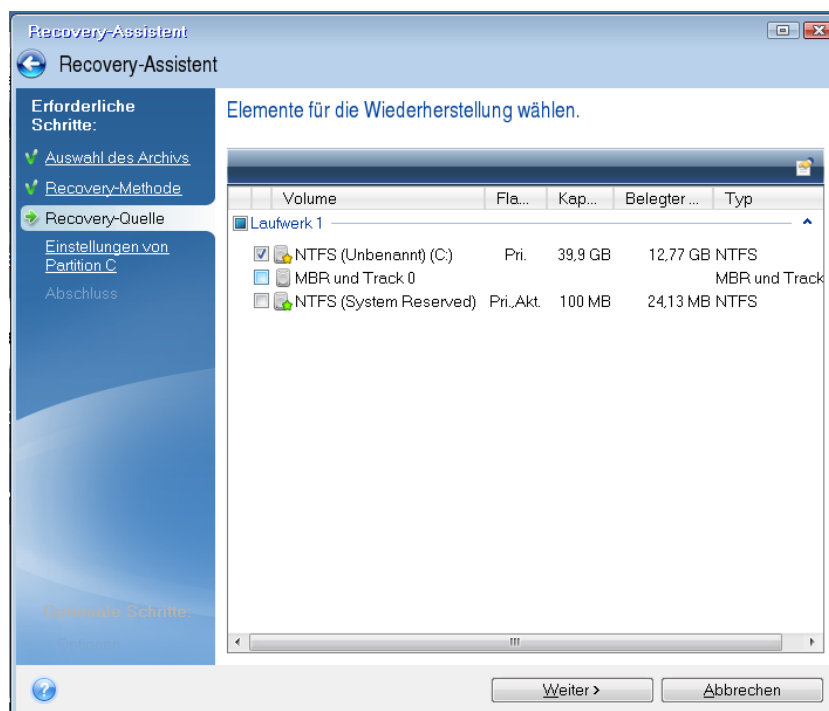 Recovery-Assistent
Recovery-Assistent
Erforderliche
Schritte:
Auswahl des Archivs
Recovery-Methode
Recovery-Quelle
Einstellungen von
Partition C
Abschluss
Elemente für die Wiederherstellung wählen.
Volume Fla... Kap... Belegter ... Typ
Laufwerk 1
NTFS (Unbenannt) (C:) Pri. 39,9 GB 12,77 GB NTFS
MBR und Track 0 MBR und Track
NTFS (System Reserved) Pri.,Akt. 100 MB 24,13 MB NTFS
Schritte:
Weiter >
Abbrechen